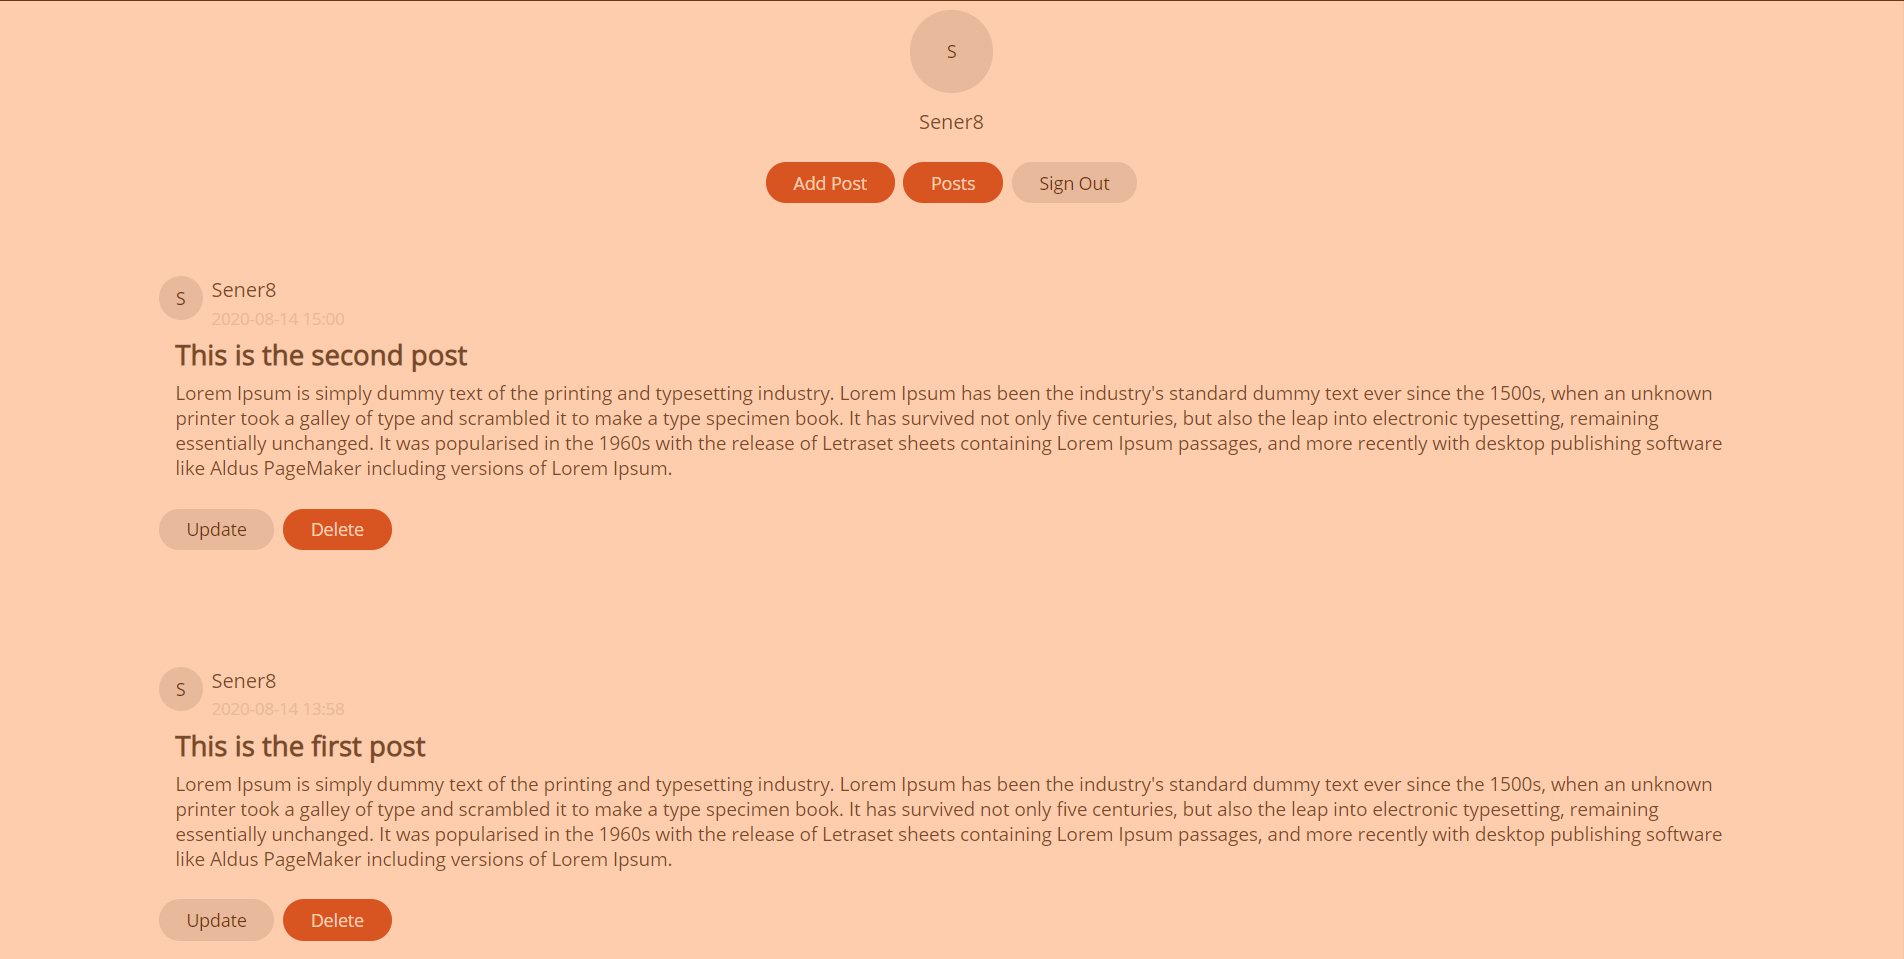 S
Sener8
Add Post Posts Sign Out
S Sener8
2020-08-14 15:00
This is the second post
Lorem Ipsum is simply dummy text of the printing and typesetting industry. Lorem Ipsum has been the industry's standard dummy text ever since the 1500s, when an unknown
printer took a galley of type and scrambled it to make a type specimen book. It has survived not only five centuries, but also the leap into electronic typesetting, remaining
essentially unchanged. It was popularised in the 1960s with the release of Letraset sheets containing Lorem Ipsum passages, and more recently with desktop publishing software
like Aldus PageMaker including versions of Lorem Ipsum.
Update Delete
S Sener8
2020-08-14 13:58
This is the first post
Lorem Ipsum is simply dummy text of the printing and typesetting industry. Lorem Ipsum has been the industry's standard dummy text ever since the 1500s, when an unknown
printer took a galley of type and scrambled it to make a type specimen book. It has survived not only five centuries, but also the leap into electronic typesetting, remaining
essentially unchanged. It was popularised in the 1960s with the release of Letraset sheets containing Lorem Ipsum passages, and more recently with desktop publishing software
like Aldus PageMaker including versions of Lorem Ipsum.
Update Delete